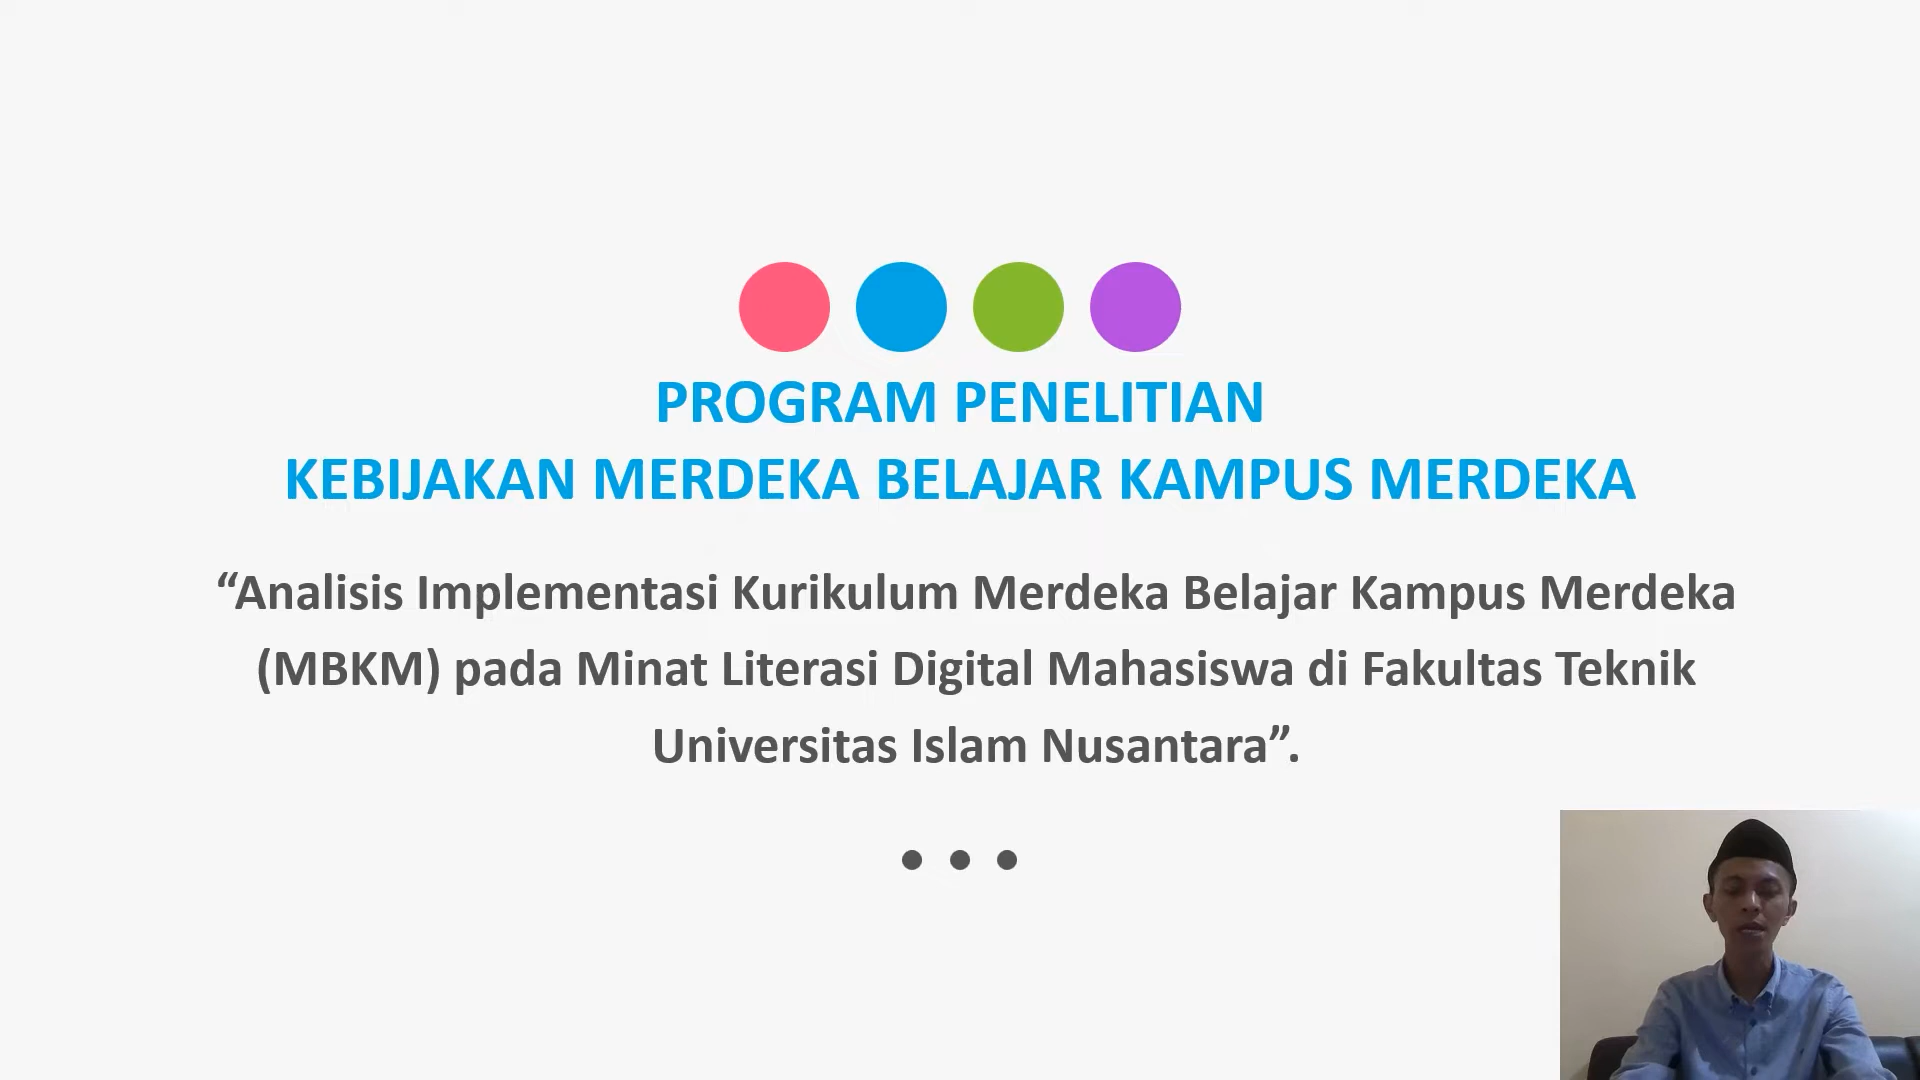 PROGRAM PENELITIAN
KEBIJAKAN MERDEKA BELAJAR KAMPUS MERDEKA
“Analisis Implementasi Kurikulum Merdeka Belajar Kampus Merdeka
(MBKM) pada Minat Literasi Digital Mahasiswa di Fakultas Teknik
Universitas Islam Nusantara”.